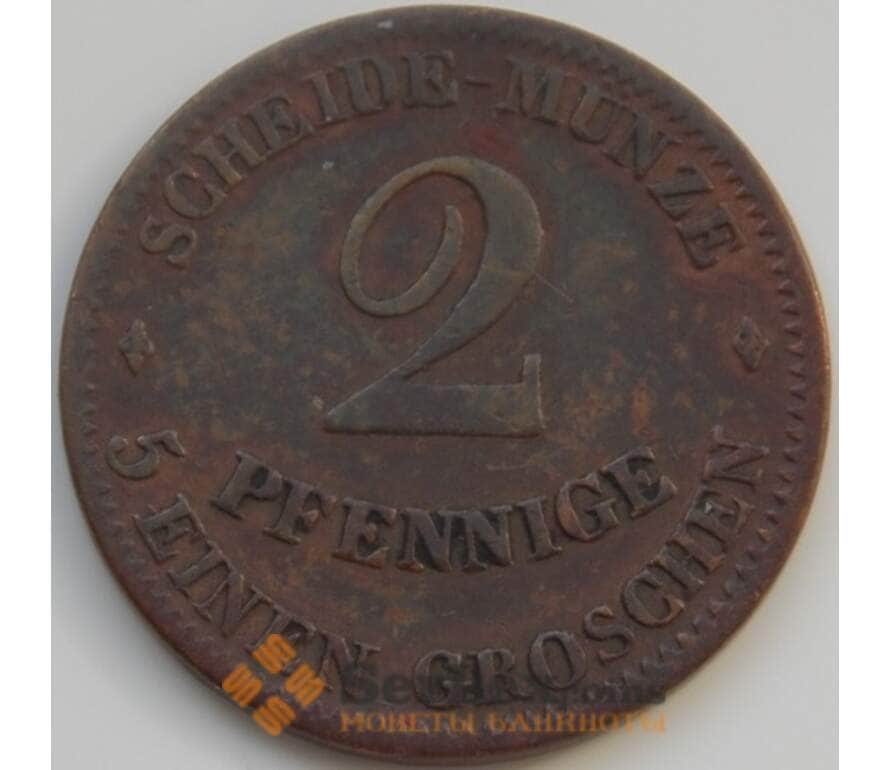 SCHEIDE-MÜNZE
2
PFENNIGE
5 EINEN GROSCHEN
МОНЕТЫ БАНКНОТЫ